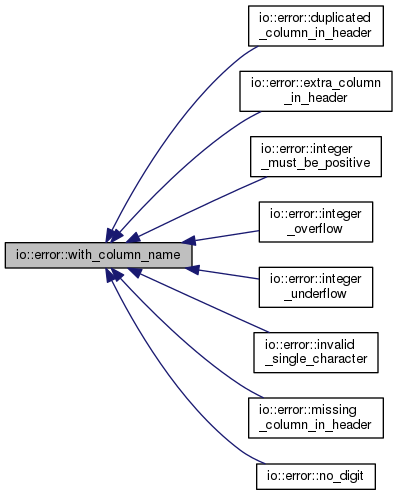 io::error::duplicated
_column_in_header
io::error::extra_column
_in_header
io::error::integer
_must_be_positive
io::error::integer
_overflow
io::error::with_column_name
io::error::integer
_underflow
io::error::invalid
_single_character
io::error::missing
_column_in_header
io::error::no_digit